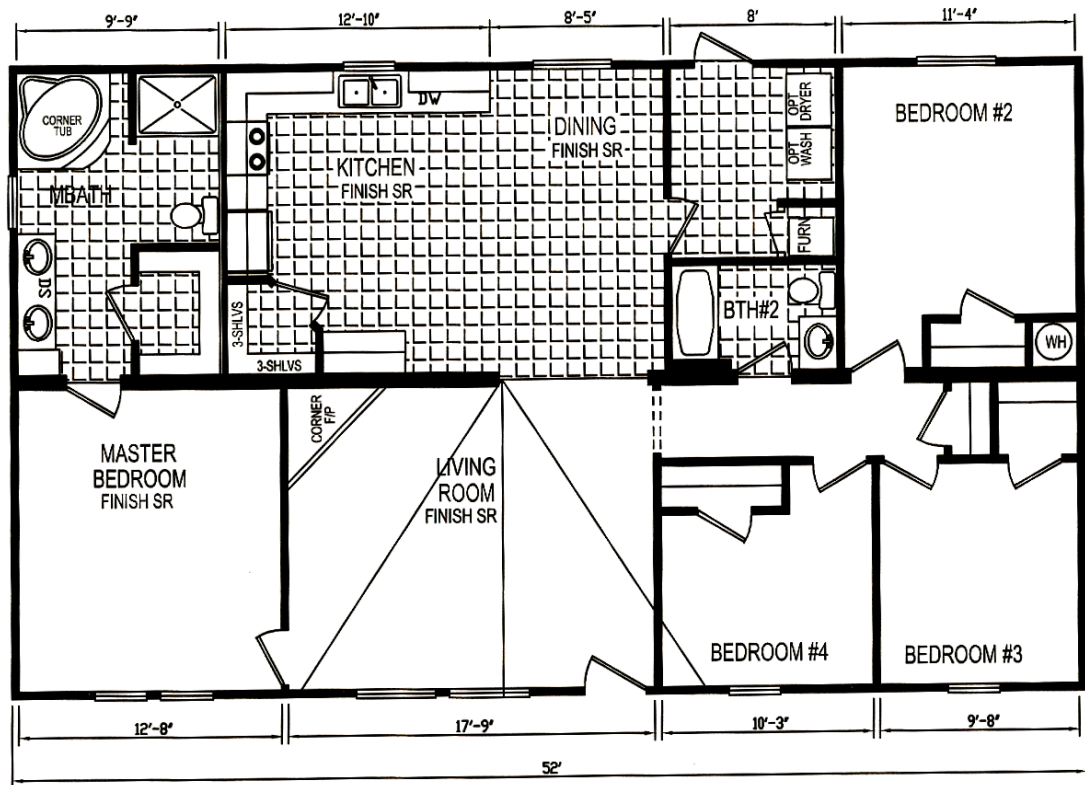 9'-9"
12'-10"
8'-5"
8'
11'-4"
CORNER
TUB
DW
DINING
FINISH SR
OPT
DRYER
BEDROOM #2
OPT
WASH
KITCHEN
FINISH SR
MBATH
FURN
DS
3-SHLVS
3-SHLVS
BTH#2
WH
CORNER
F/P
MASTER
BEDROOM
FINISH SR
LIVING
ROOM
FINISH SR
BEDROOM #4
BEDROOM #3
12'-8"
17'-9"
10'-3"
9'-8"
52'